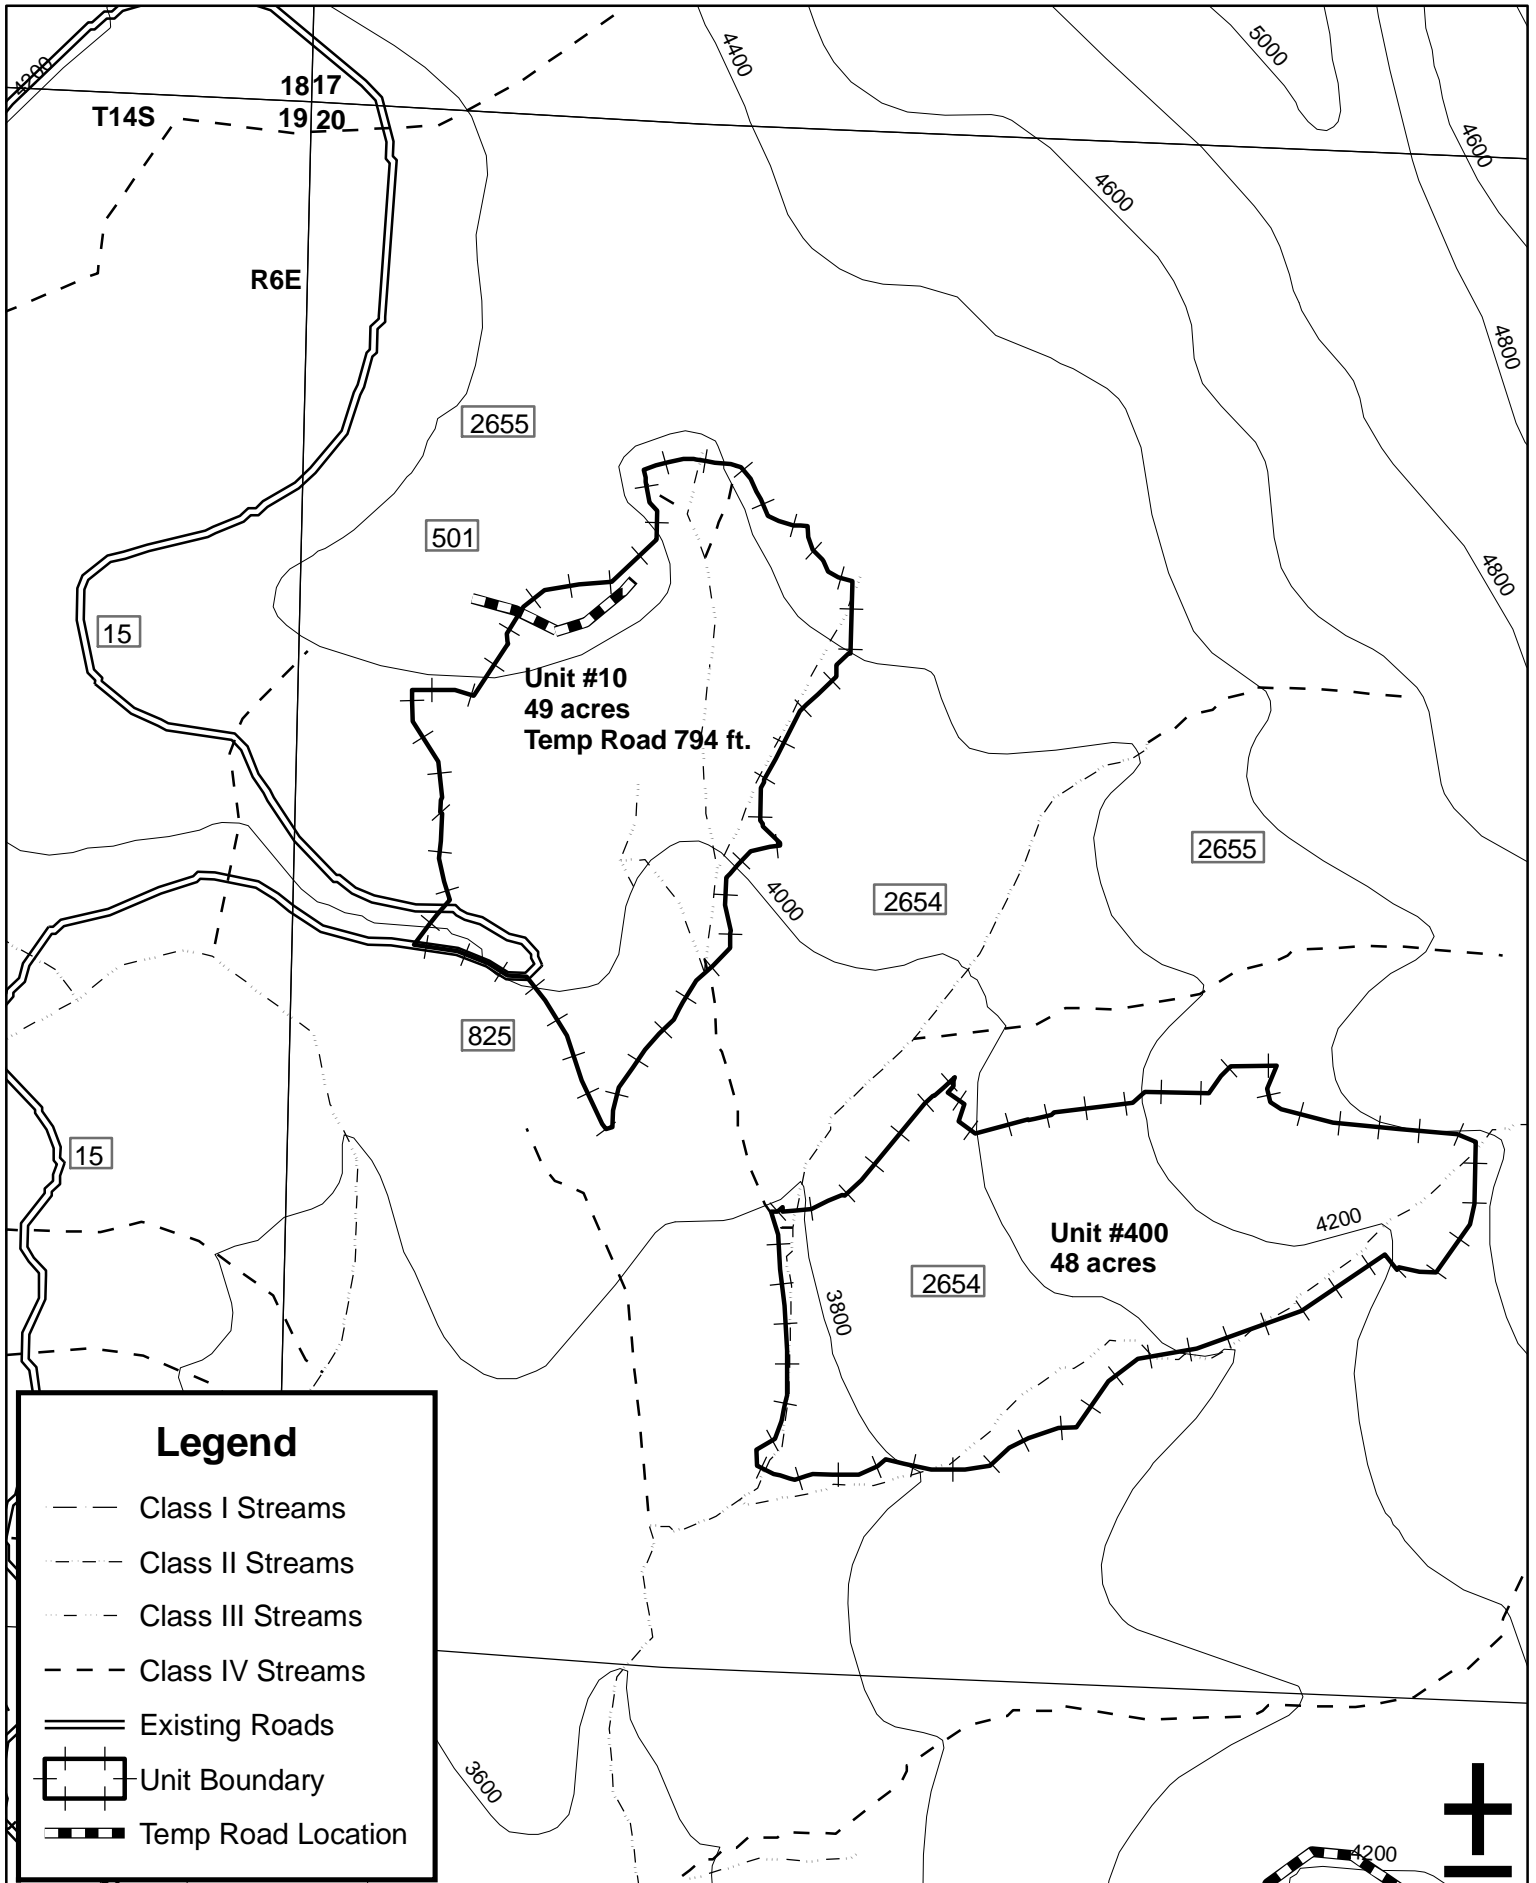 4200
4400
5000
18 17
T14S
19 20
4600
4600
R6E
4800
2655
501
4800
15
Unit #10
49 acres
Temp Road 794 ft.
2655
4000
2654
825
15
4200
Unit #400
48 acres
2654
3800
Legend
Class I Streams
Class II Streams
Class III Streams
Class IV Streams
Existing Roads
Unit Boundary
Temp Road Location
3600
4200